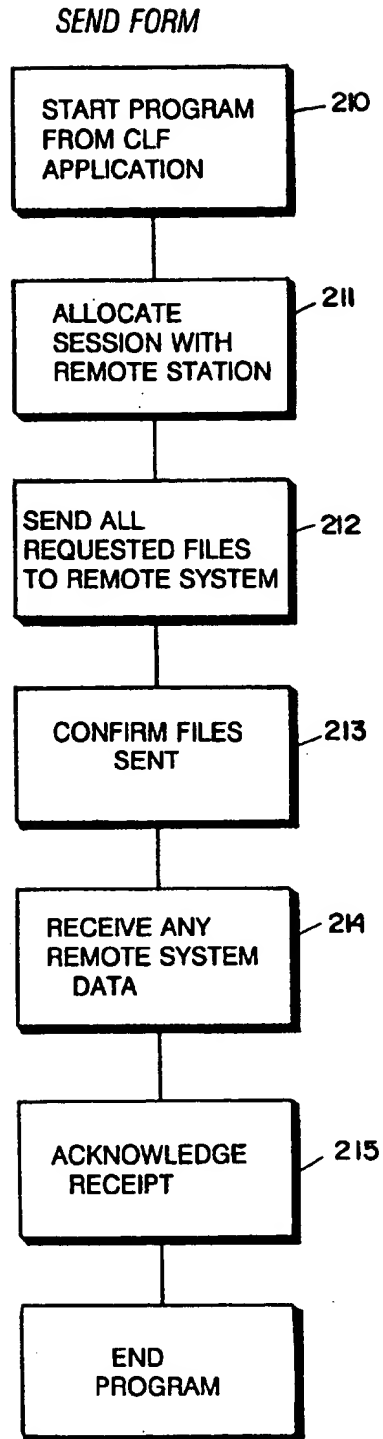 SEND FORM
START PROGRAM
FROM CLF
APPLICATION
210
ALLOCATE
SESSION WITH
REMOTE STATION
211
SEND ALL
REQUESTED FILES
TO REMOTE SYSTEM
212
CONFIRM FILES
SENT
213
RECEIVE ANY
REMOTE SYSTEM
DATA
214
ACKNOWLEDGE
RECEIPT
215
END
PROGRAM